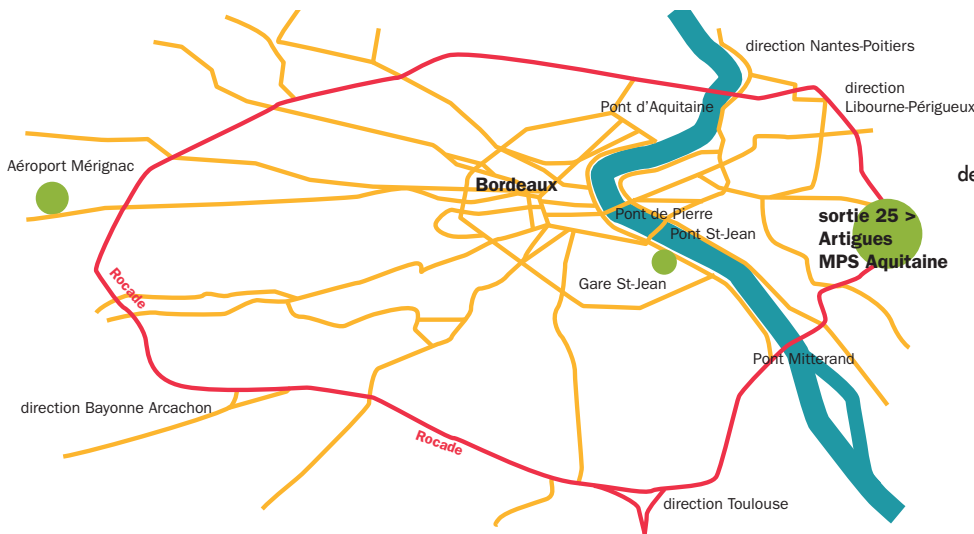 direction Nantes-Poitiers
direction
Libourne-Périgueux
Pont d'Aquitaine
Aéroport Mérignac
de
Bordeaux
Pont de Pierre
sortie 25 >
Artigues
MPS Aquitaine
Pont St-Jean
Gare St-Jean
Rocade
Pont Mitterand
direction Bayonne Arcachon
Rocade
direction Toulouse